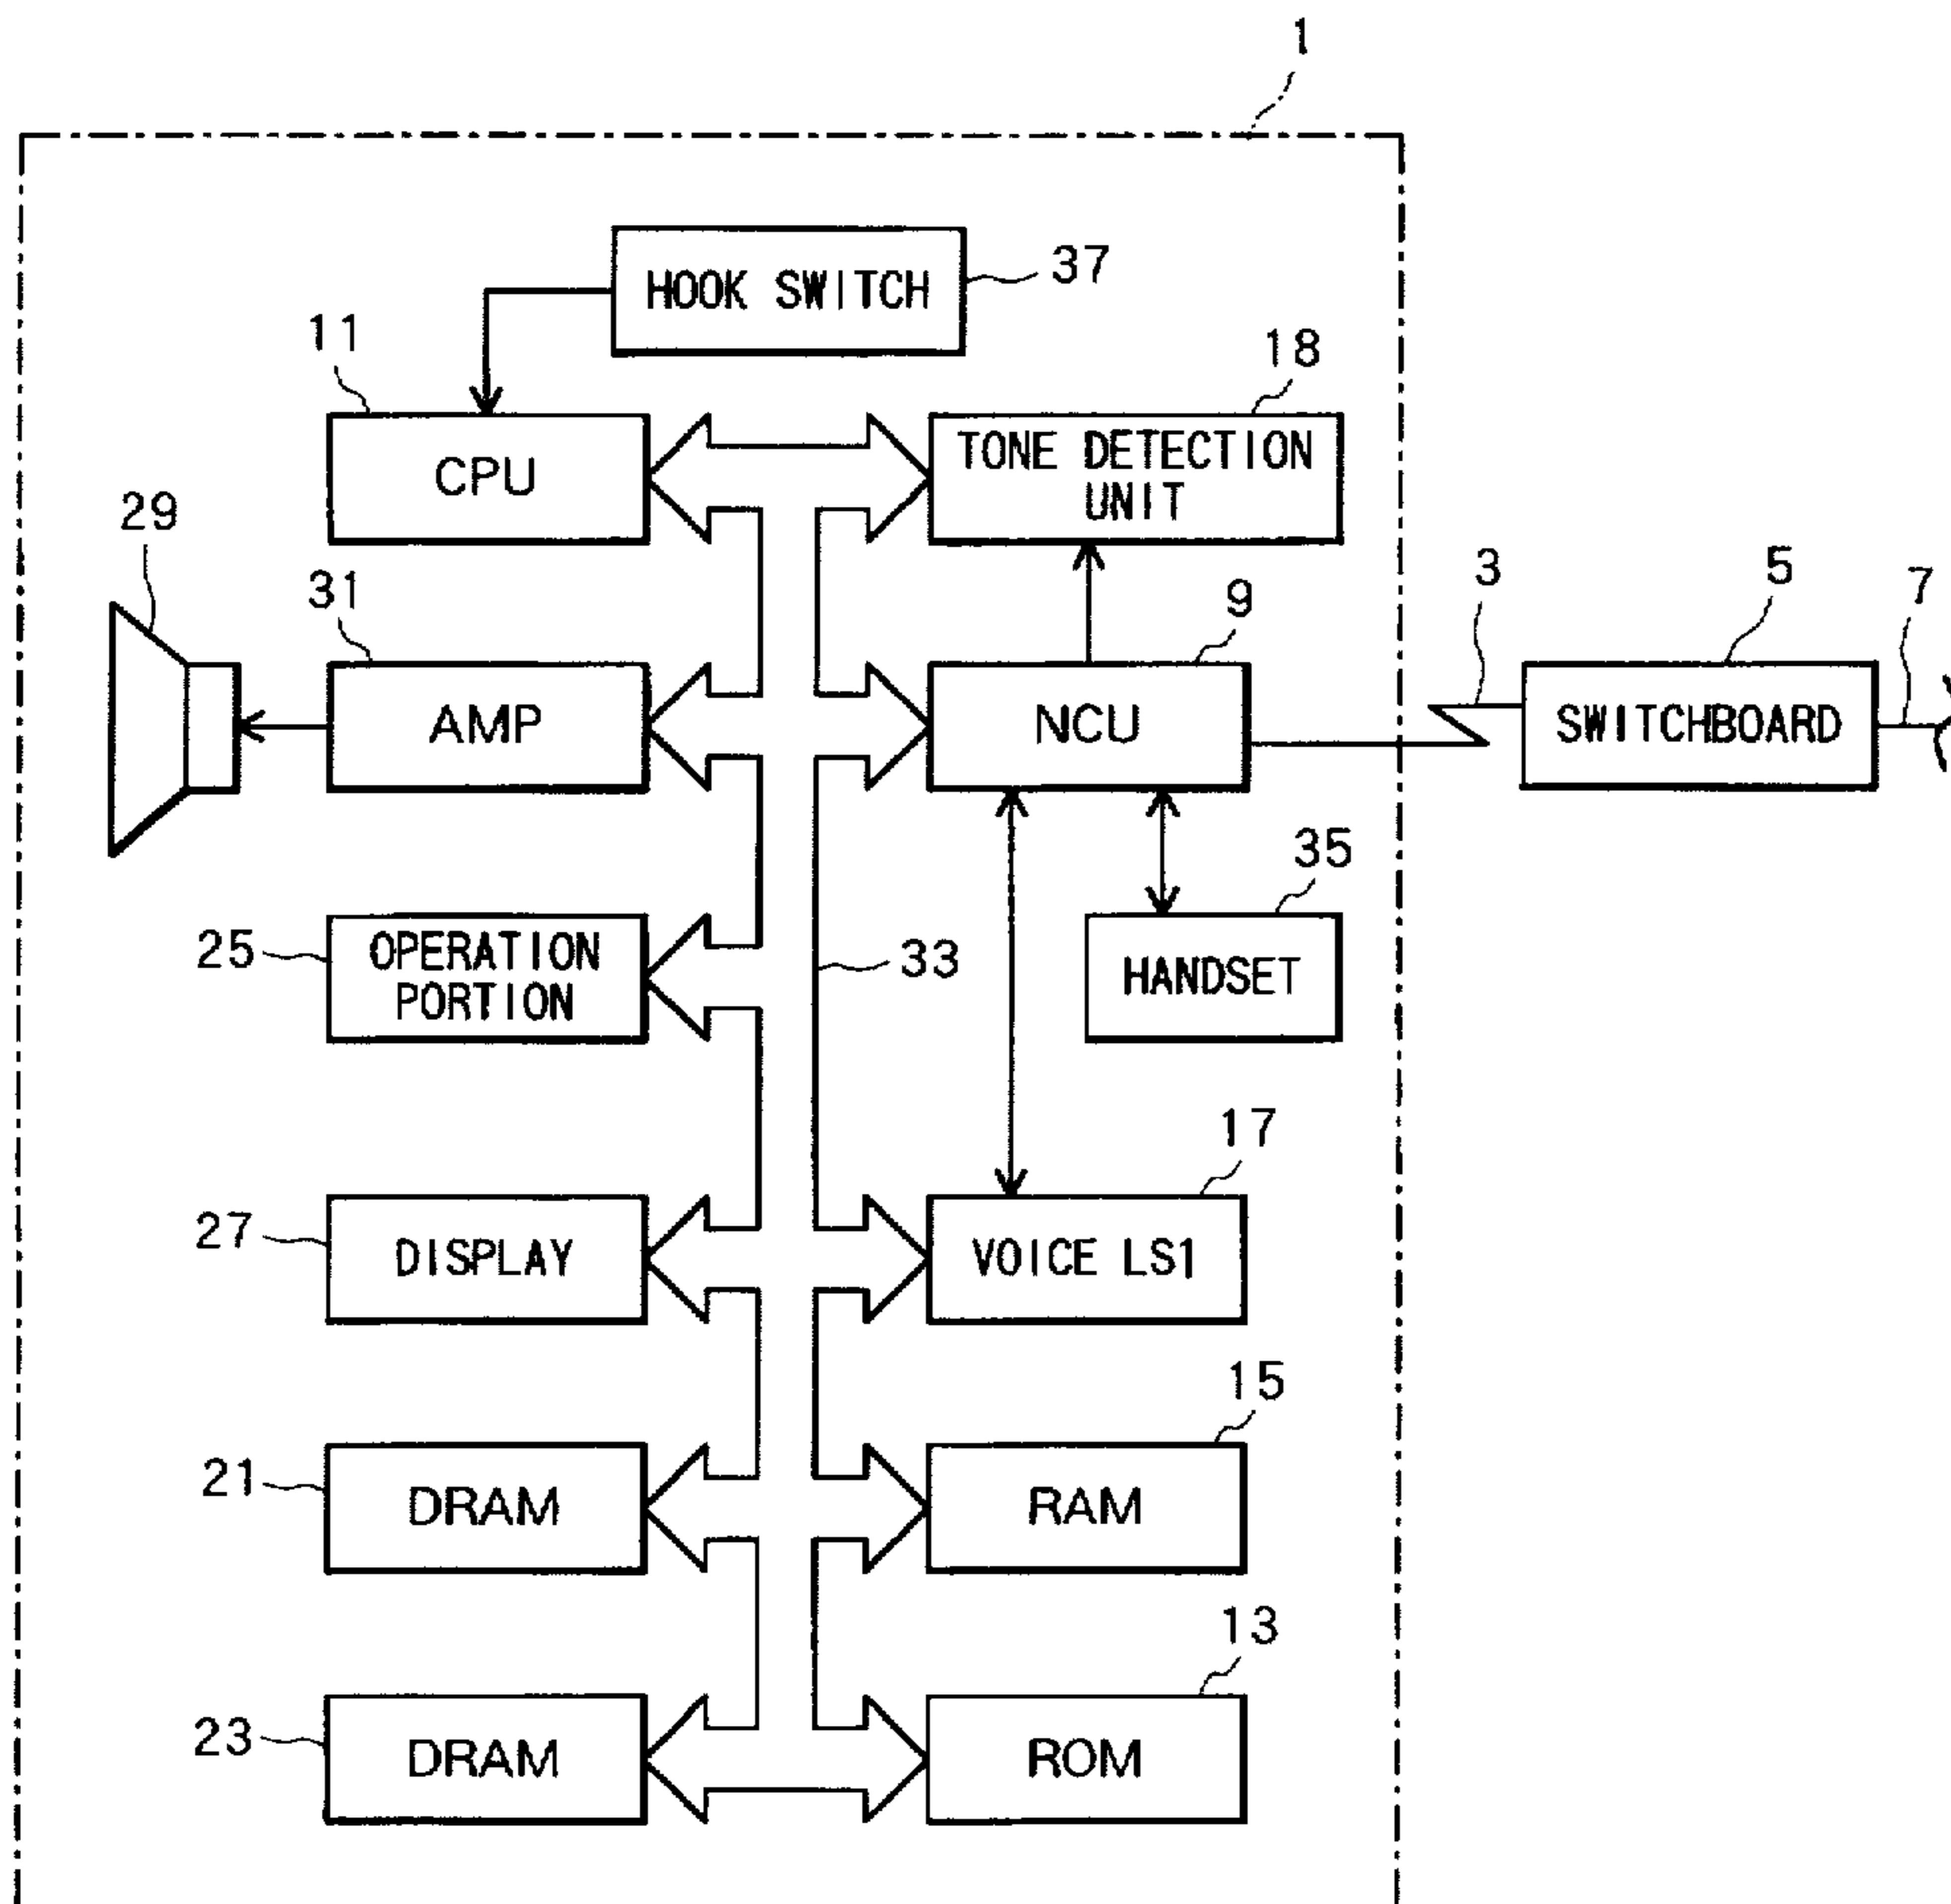 1
HOOK SWITCH
37
11
18
CPU
TONE DETECTION
UNIT
29
31
9
3
5
7
AMP
NCU
SWITCHBOARD
35
25
OPERATION
PORTION
33
HANDSET
17
27
DISPLAY
VOICE LS1
15
21
DRAM
RAM
13
23
DRAM
ROM